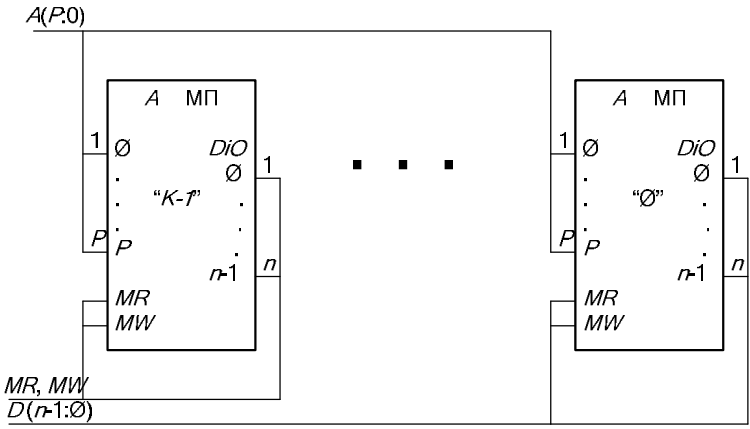 A(P:0)
A МП
1 Ø DiO
Ø 1
"K-1"
P P
n-1 n
MR
MW
A МП
1 Ø DiO
Ø 1
"Ø"
P P
n-1 n
MR
MW
MR, MW
D(n-1:Ø)